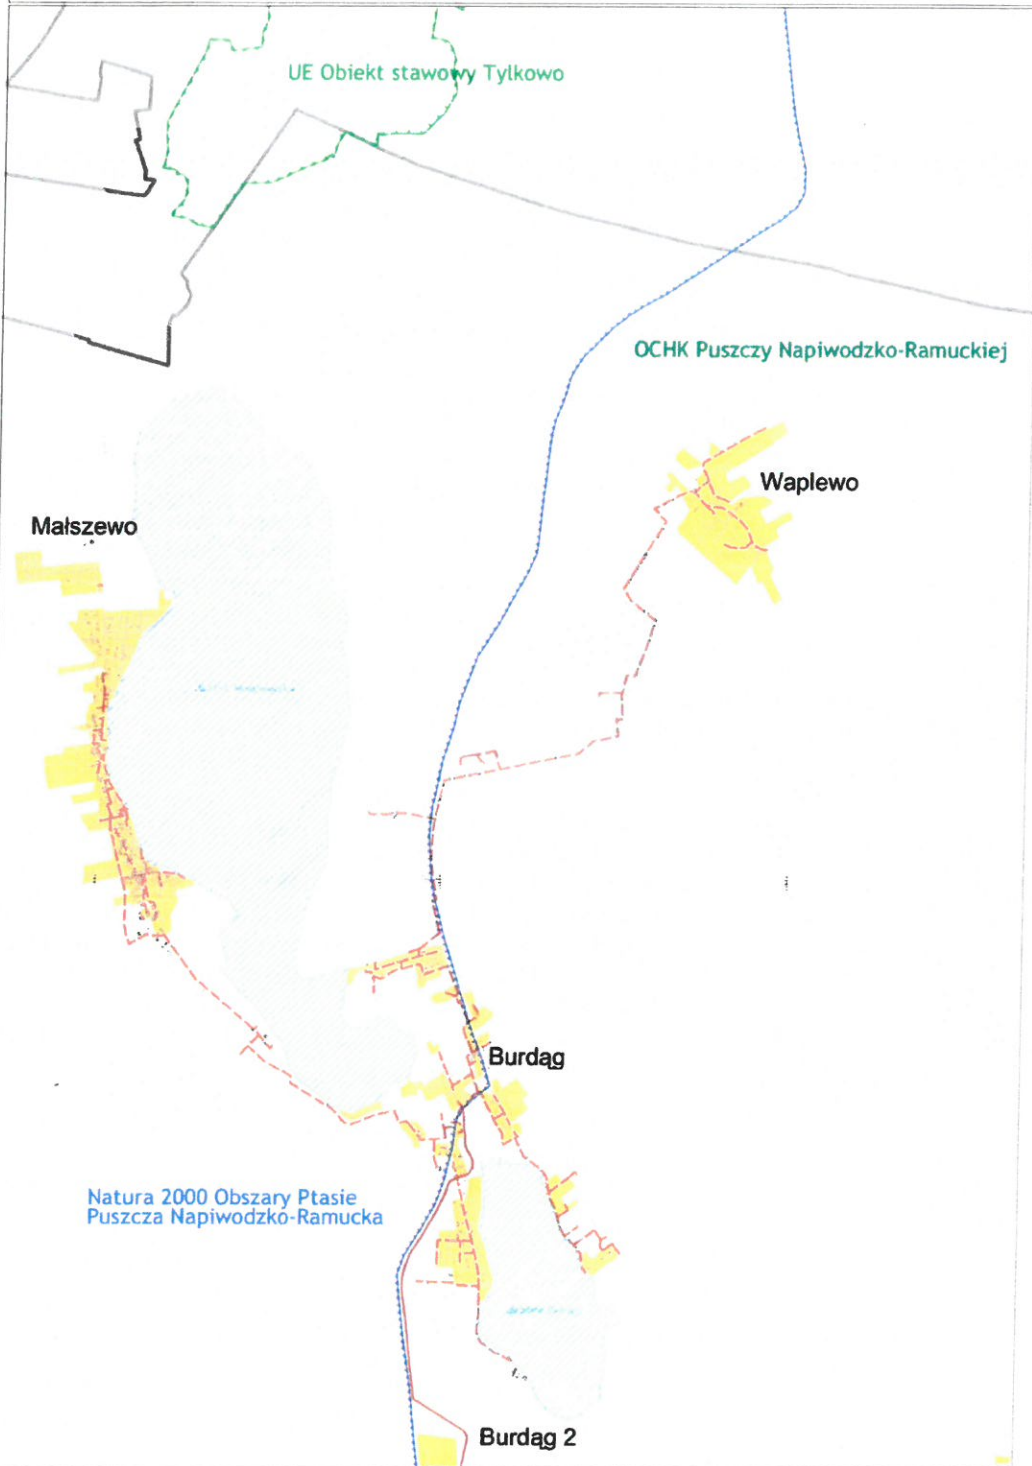 UE Obiekt stawowy Tylkowo
OCHK Puszczy Napiwodzko-Ramuckiej
Waplewo
Małszewo
Burdąg
Natura 2000 Obszary Ptasie
Puszcza Napiwodzko-Ramucka
Burdąg 2